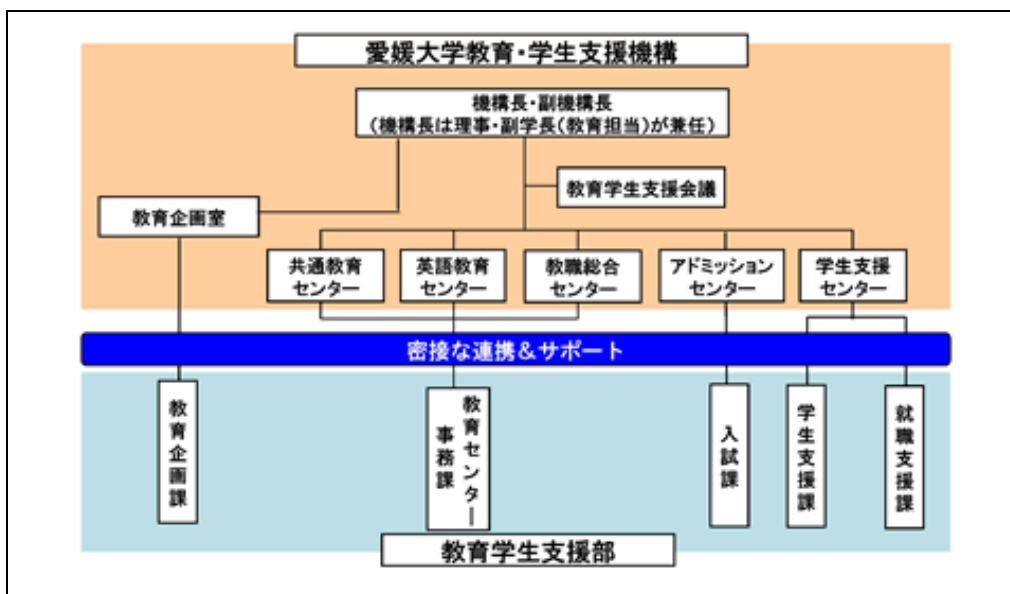 愛媛大学教育・学生支援機構
機構長・副機構長
（機構長は理事・副学長（教育担当）が兼任）
教育学生支援会議
教育企画室
共通教育
センター
英語教育
センター
教職総合
センター
アドミッション
センター
学生支援
センター
密接な連携＆サポート
教育企画課
教育センター
事務課
入試課
学生支援課
就職支援課
教育学生支援部